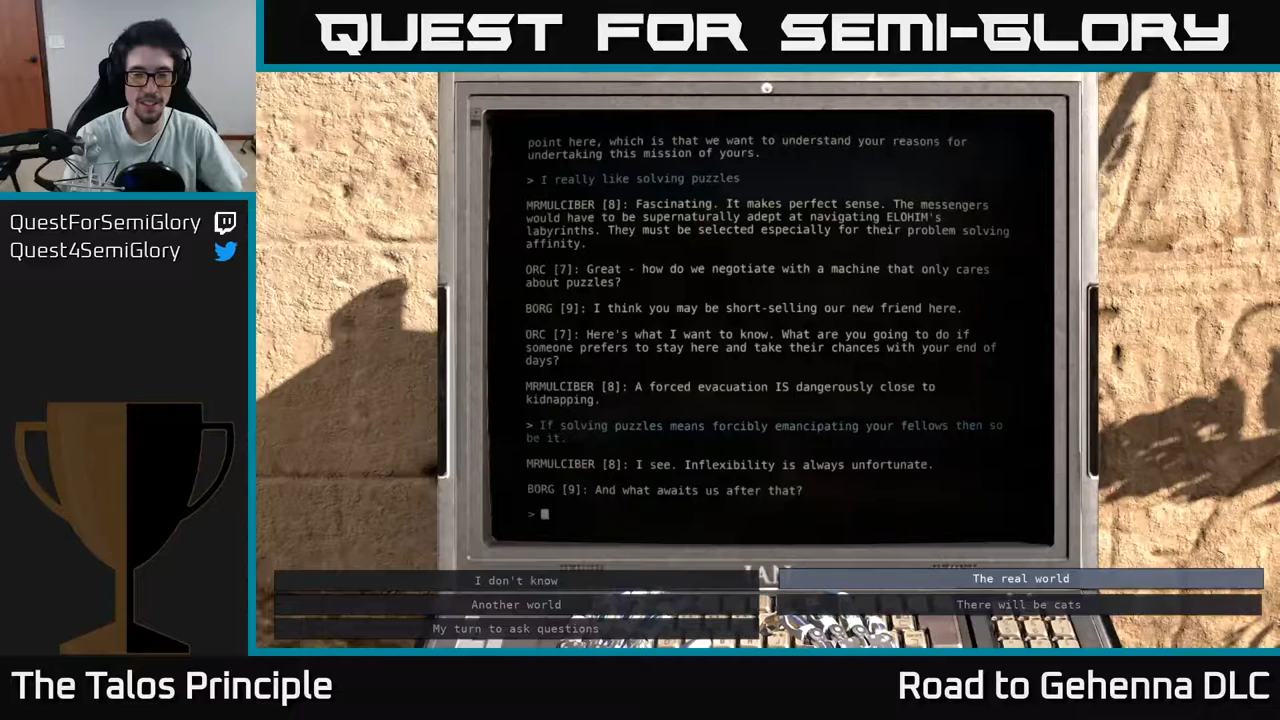 QUEST FOR SEMI-GLORY
QuestForSemiGlory
Quest4SemiGlory
point here, which is that we want to understand your reasons for
undertaking this mission of yours.
> I really like solving puzzles
MRMULCIBER [8]: Fascinating. It makes perfect sense. The messengers
would have to be supernaturally adept at navigating ELOHIM's
labyrinths. They must be selected especially for their problem solving
affinity.
ORC [7]: Great - how do we negotiate with a machine that only cares
about puzzles?
BORG [9]: I think you may be short-selling our new friend here.
ORC [7]: Here's what I want to know. What are you going to do if
someone prefers to stay here and take their chances with your end of
days?
MRMULCIBER [8]: A forced evacuation IS dangerously close to
kidnapping.
> If solving puzzles means forcibly emancipating your fellows then so
be it.
MRMULCIBER [8]: I see. Inflexibility is always unfortunate.
BORG [9]: And what awaits us after that?
>
I don't know
The real world
Another world
There will be cats
My turn to ask questions
The Talos Principle
Road to Gehenna DLC